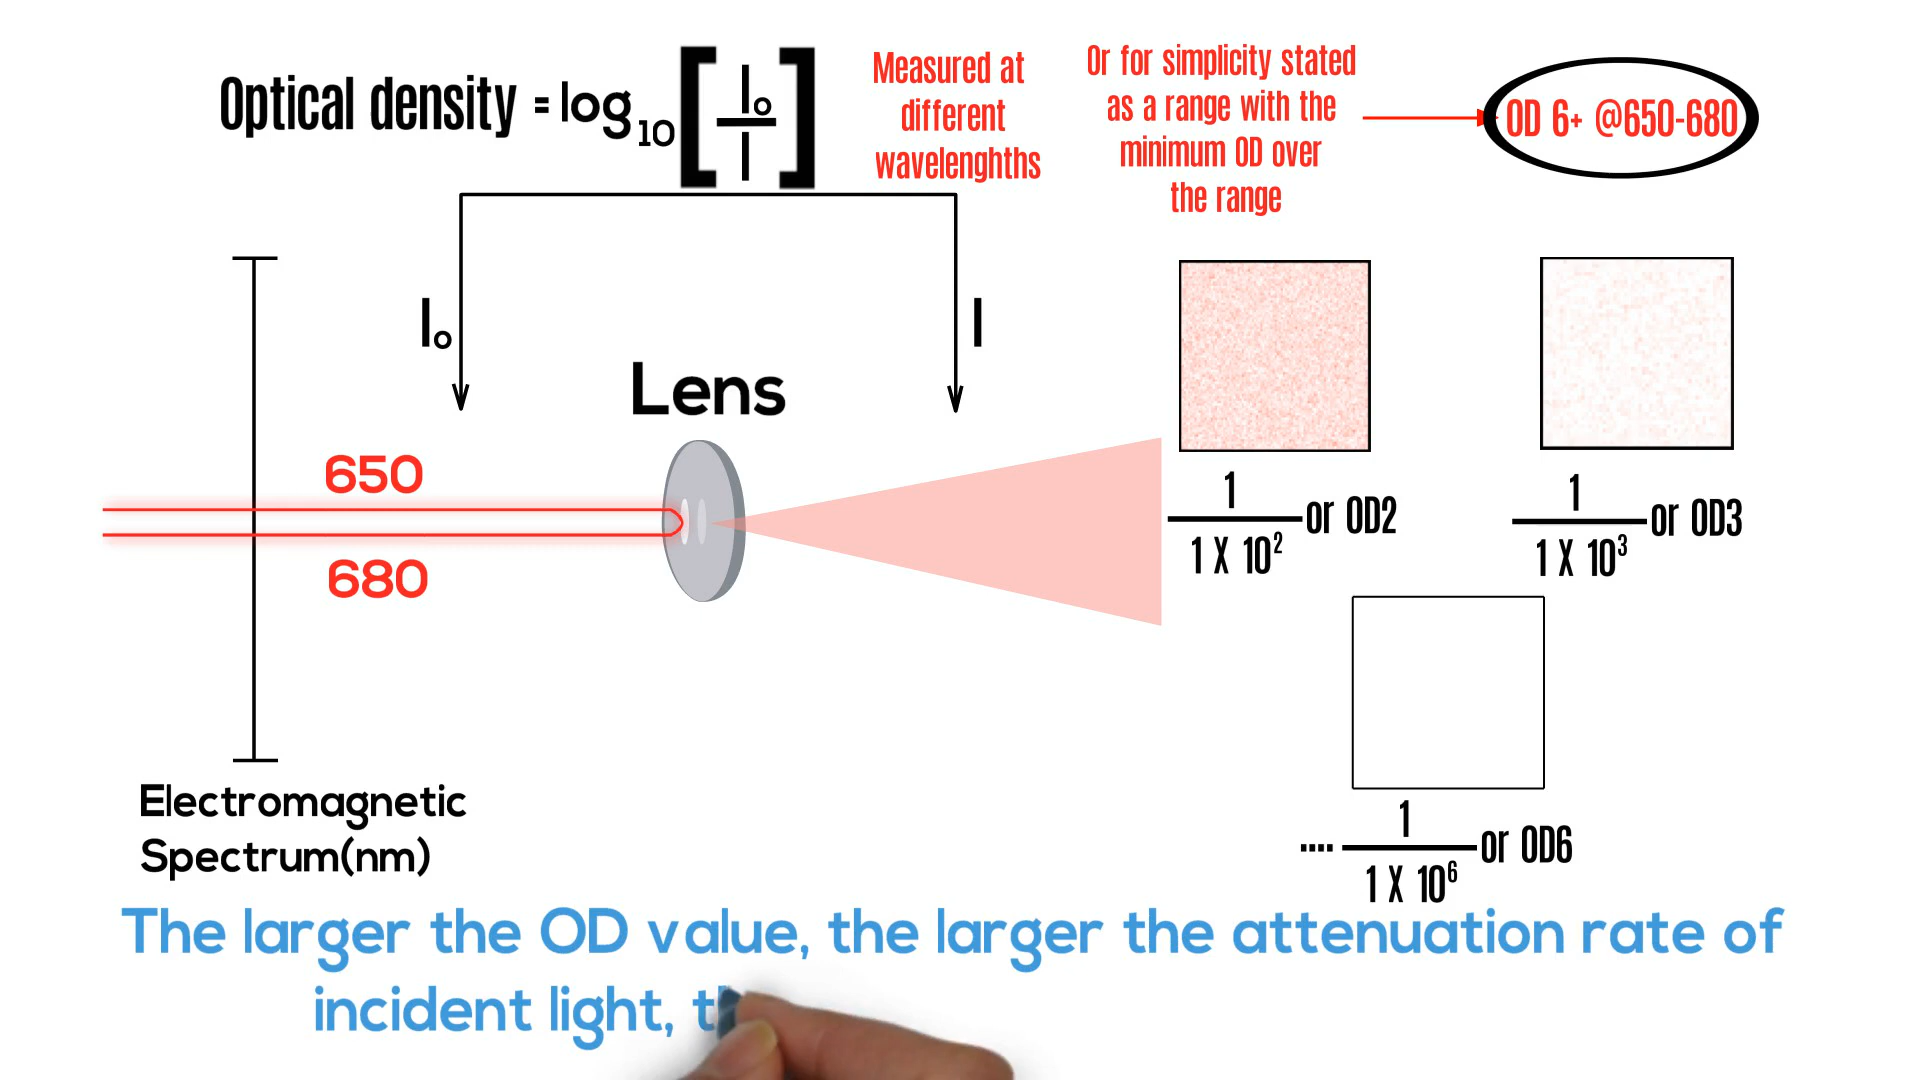 Optical density = log10 [ Io / I ]
Measured at
different
wavelenghths
Or for simplicity stated
as a range with the
minimum OD over
the range
OD 6+ @650-680
Io
I
Lens
650
680
1 / 1 X 10² or OD2
1 / 1 X 10³ or OD3
.... 1 / 1 X 10⁶ or OD6
Electromagnetic
Spectrum(nm)
The larger the OD value, the larger the attenuation rate of
incident light,